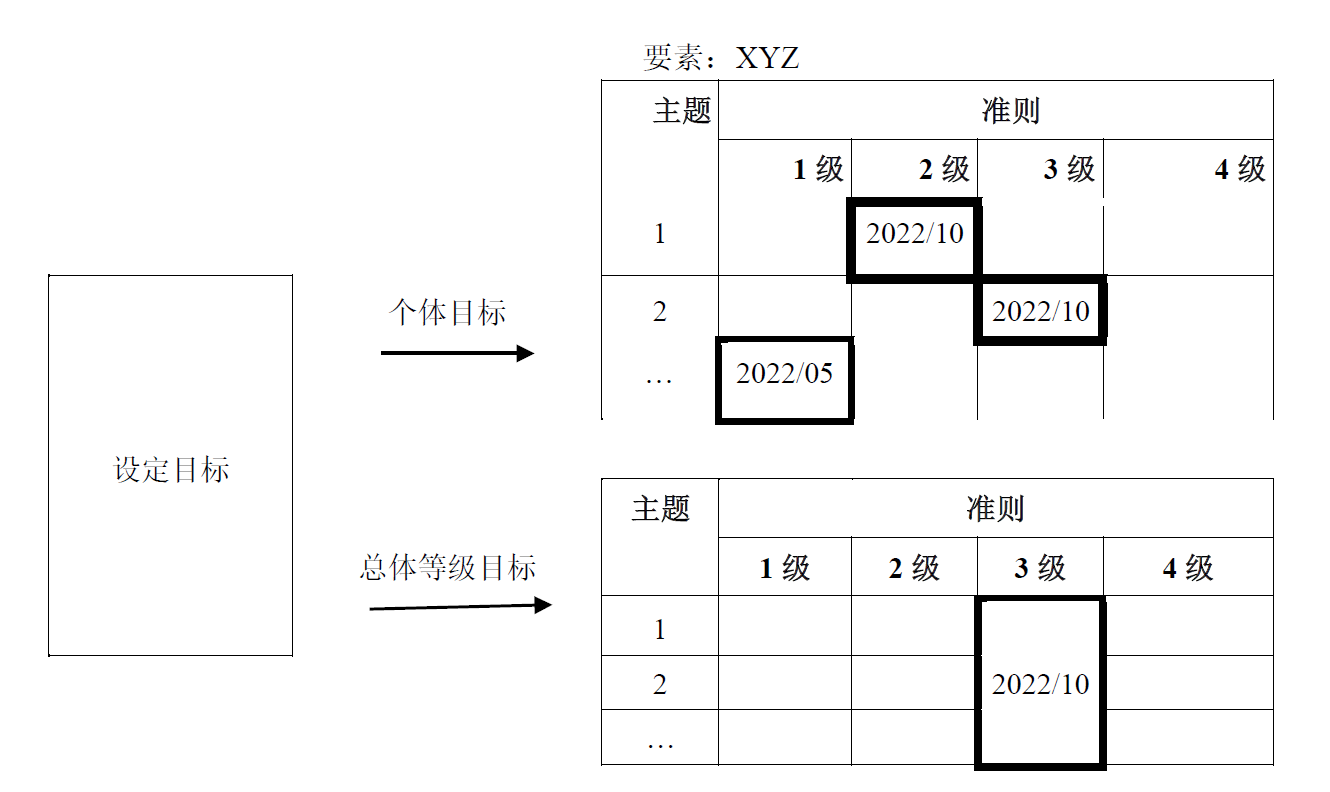 要素：XYZ
主题 准则
1 级 2 级 3 级 4 级
1 2022/10
个体目标
2 2022/10
… 2022/05
设定目标
主题 准则
总体等级目标
1 级 2 级 3 级 4 级
1
2 2022/10
…